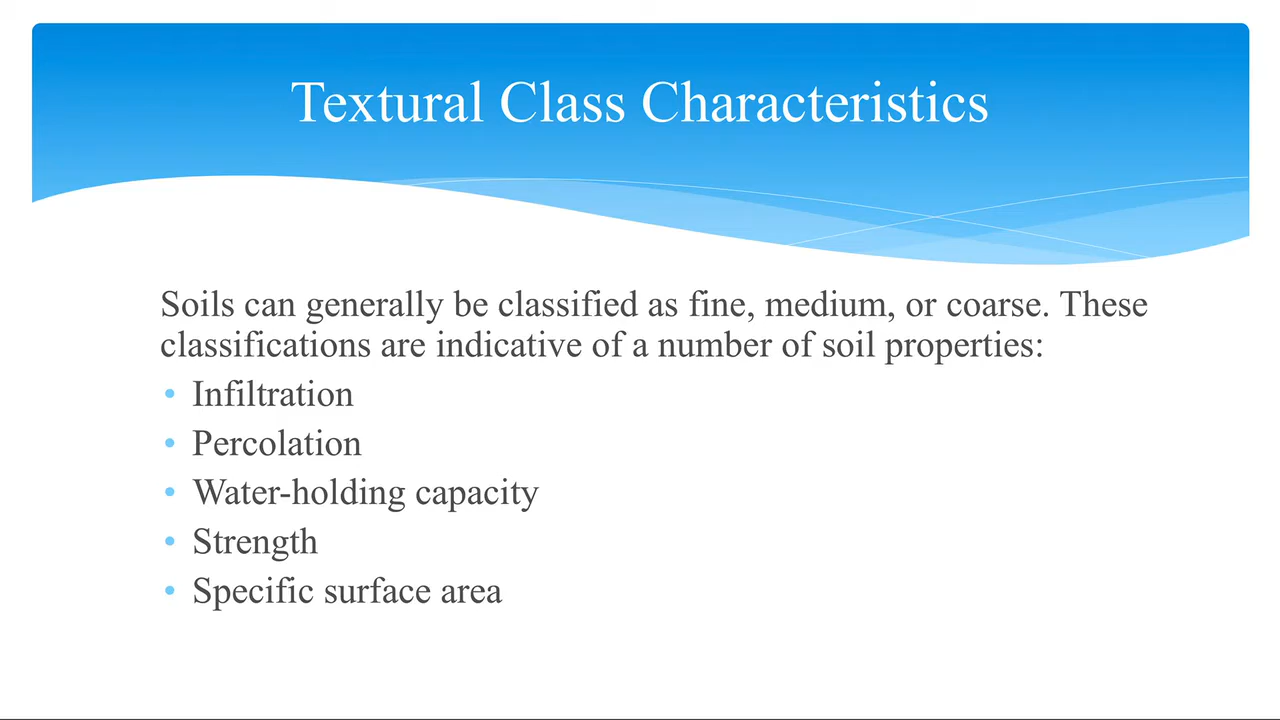 Textural Class Characteristics
Soils can generally be classified as fine, medium, or coarse. These
classifications are indicative of a number of soil properties:
• Infiltration
• Percolation
• Water-holding capacity
• Strength
• Specific surface area